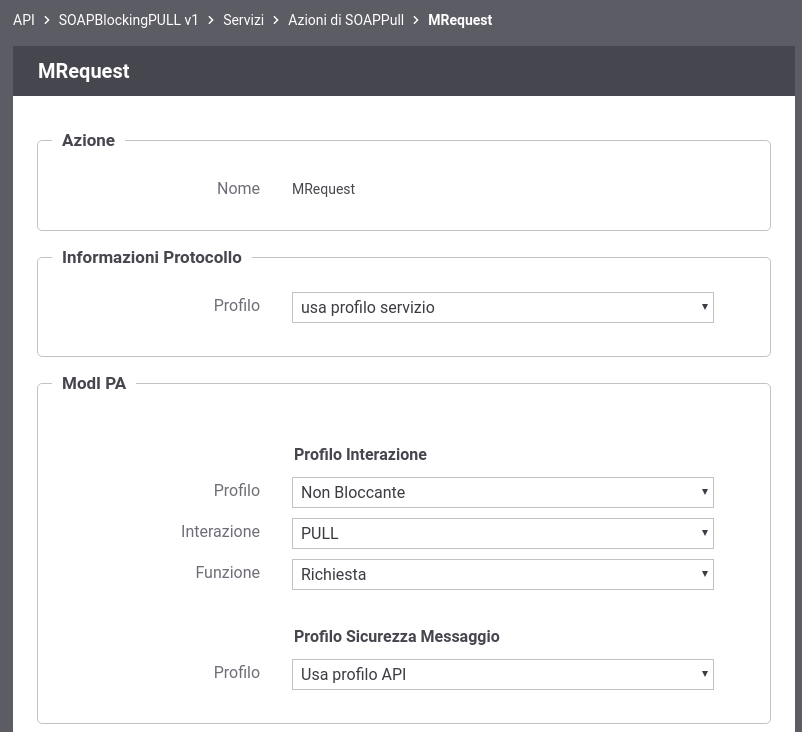 API > SOAPBlockingPULL v1 > Servizi > Azioni di SOAPPull > MRequest
MRequest
Azione
Nome MRequest
Informazioni Protocollo
Profilo usa profilo servizio
ModI PA
Profilo Interazione
Profilo Non Bloccante
Interazione PULL
Funzione Richiesta
Profilo Sicurezza Messaggio
Profilo Usa profilo API